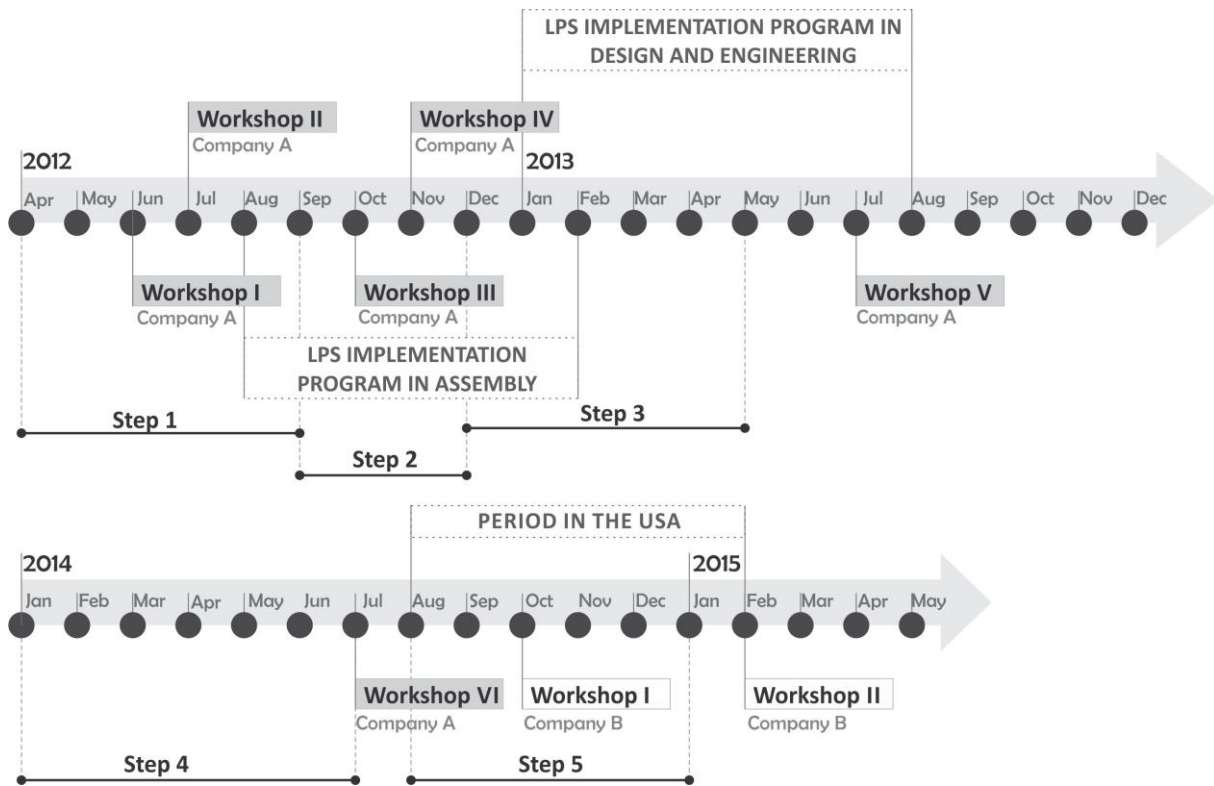 LPS IMPLEMENTATION PROGRAM IN
DESIGN AND ENGINEERING
Workshop II
Company A
Workshop IV
Company A
2012
2013
Apr May Jun Jul Aug Sep Oct Nov Dec Jan Feb Mar Apr May Jun Jul Aug Sep Oct Nov Dec
Workshop I
Company A
Workshop III
Company A
Workshop V
Company A
LPS IMPLEMENTATION
PROGRAM IN ASSEMBLY
Step 1
Step 3
Step 2
PERIOD IN THE USA
2014
2015
Jan Feb Mar Apr May Jun Jul Aug Sep Oct Nov Dec Jan Feb Mar Apr May
Workshop VI
Company A
Workshop I
Company B
Workshop II
Company B
Step 4
Step 5